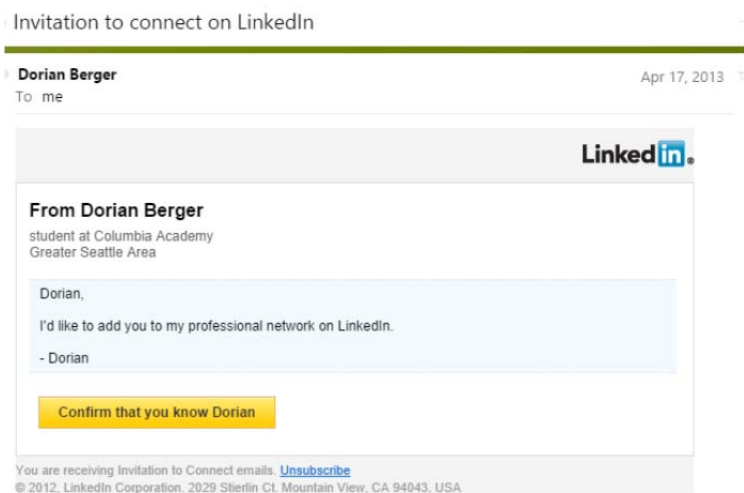 Invitation to connect on LinkedIn
Dorian Berger
Apr 17, 2013
To me
Linked in®
From Dorian Berger
student at Columbia Academy
Greater Seattle Area
Dorian,
I'd like to add you to my professional network on LinkedIn.
- Dorian
Confirm that you know Dorian
You are receiving Invitation to Connect emails. Unsubscribe
© 2012, LinkedIn Corporation. 2029 Stierlin Ct. Mountain View, CA 94043, USA